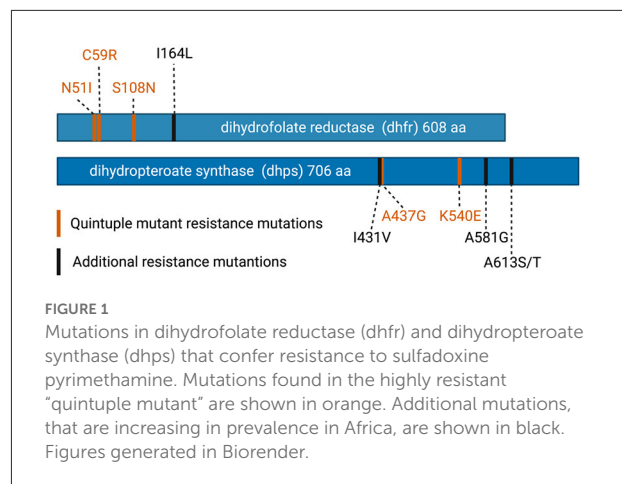 C59R
I164L
N51I
S108N
dihydrofolate reductase (dhfr) 608 aa
dihydropteroate synthase (dhps) 706 aa
Quintuple mutant resistance mutations
A437G
K540E
I431V
A581G
Additional resistance mutantions
A613S/T
FIGURE 1
Mutations in dihydrofolate reductase (dhfr) and dihydropteroate
synthase (dhps) that confer resistance to sulfadoxine
pyrimethamine. Mutations found in the highly resistant
“quintuple mutant” are shown in orange. Additional mutations,
that are increasing in prevalence in Africa, are shown in black.
Figures generated in Biorender.